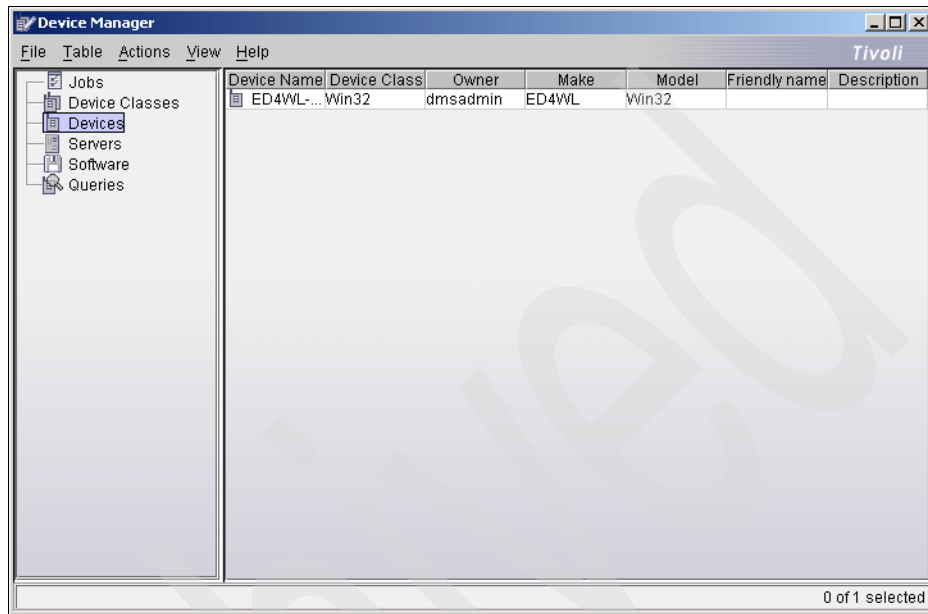 Device Manager
File Table Actions View Help
Tivoli
Jobs
Device Classes
Devices
Servers
Software
Queries
Device Name Device Class Owner Make Model Friendly name Description
ED4WL-... Win32 dmsadmin ED4WL Win32
0 of 1 selected